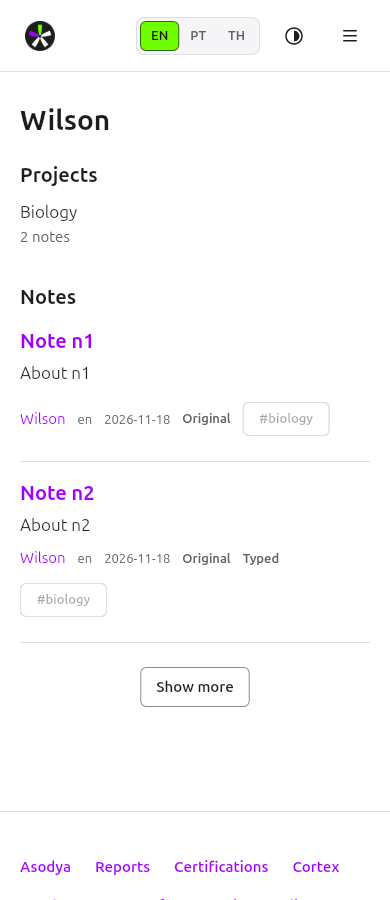 EN PT TH
Wilson
Projects
Biology
2 notes
Notes
Note n1
About n1
Wilson en 2026-11-18 Original #biology
Note n2
About n2
Wilson en 2026-11-18 Original Typed
#biology
Show more
Asodya Reports Certifications Cortex